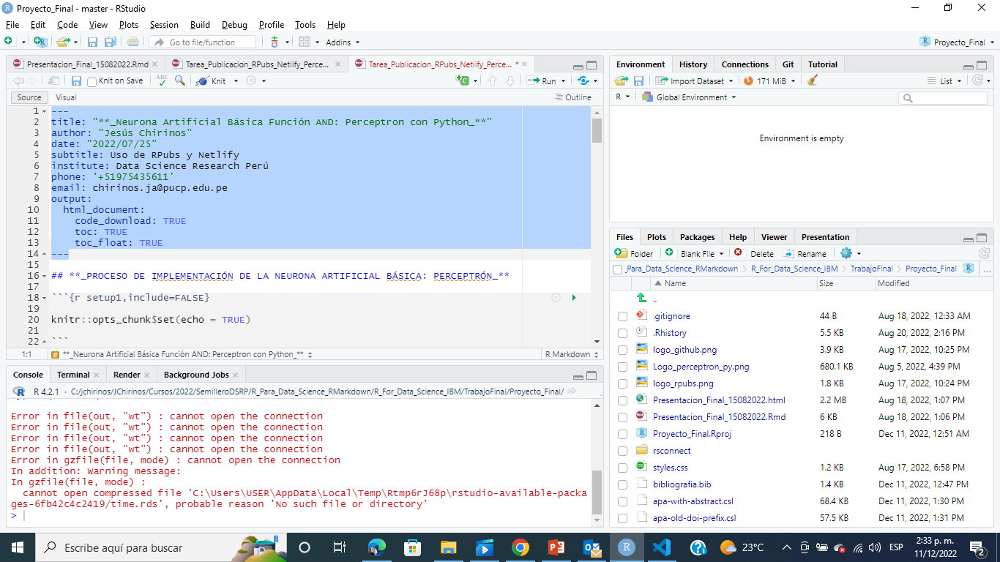 Proyecto_Final - master - RStudio
File Edit Code View Plots Session Build Debug Profile Tools Help
Go to file/function Addins Proyecto_Final
Presentacion_Final_15082022.Rmd Tarea_Publicacion_RPubs_Netlify_Perce... Tarea_Publicacion_RPubs_Netlify_Perce... *
Knit on Save ABC Knit Run
Source Visual Outline
1 ---
2 title: "**_Neurona Artificial Básica Función AND: Perceptron con Python_**"
3 author: "Jesús Chirinos"
4 date: "2022/07/25"
5 subtitle: Uso de RPubs y Netlify
6 institute: Data Science Research Perú
7 phone: '+51975435611'
8 email: chirinos.ja@pucp.edu.pe
9 output:
10 html_document:
11 code_download: TRUE
12 toc: TRUE
13 toc_float: TRUE
14 ---
15
16 ## **_PROCESO DE IMPLEMENTACIÓN DE LA NEURONA ARTIFICIAL BÁSICA: PERCEPTRÓN_**
17
18 ```{r setup1,include=FALSE}
19
20 knitr::opts_chunk$set(echo = TRUE)
21
22 ```
1:1 # **_Neurona Artificial Básica Función AND: Perceptron con Python_** R Markdown
Console Terminal Render Background Jobs
R 4.2.1 · C:/jchirinos/JChirinos/Cursos/2022/SemilleroDSRP/R_Para_Data_Science_RMarkdown/R_For_Data_Science_IBM/TrabajoFinal/Proyecto_Final/
Error in file(out, "wt") : cannot open the connection
Error in file(out, "wt") : cannot open the connection
Error in file(out, "wt") : cannot open the connection
Error in file(out, "wt") : cannot open the connection
Error in gzfile(file, mode) : cannot open the connection
In addition: Warning message:
In gzfile(file, mode) :
cannot open compressed file 'C:\Users\USER\AppData\Local\Temp\Rtmp6rJ68p\rstudio-available-packa
ges-6fb42c4c2419/time.rds', probable reason 'No such file or directory'
>
Environment History Connections Git Tutorial
Import Dataset 171 MiB List
R Global Environment
Environment is empty
Files Plots Packages Help Viewer Presentation
Folder Blank File Delete Rename
_Para_Data_Science_RMarkdown R_For_Data_Science_IBM TrabajoFinal Proyecto_Final ...
Name Size Modified
..
.gitignore 44 B Aug 18, 2022, 12:33 AM
.Rhistory 5.5 KB Aug 20, 2022, 2:16 PM
logo_github.png 3.9 KB Aug 17, 2022, 10:25 PM
Logo_perceptron_py.png 680.1 KB Aug 5, 2022, 4:39 PM
logo_rpubs.png 1.8 KB Aug 17, 2022, 10:24 PM
Presentacion_Final_15082022.html 2.2 MB Aug 18, 2022, 1:07 PM
Presentacion_Final_15082022.Rmd 6 KB Aug 18, 2022, 1:06 PM
Proyecto_Final.Rproj 218 B Dec 11, 2022, 12:51 AM
rsconnect
styles.css 1.2 KB Aug 17, 2022, 6:58 PM
bibliografia.bib 1.4 KB Dec 11, 2022, 12:47 PM
apa-with-abstract.csl 68.4 KB Dec 11, 2022, 1:30 PM
apa-old-doi-prefix.csl 57.5 KB Dec 11, 2022, 1:31 PM
Escribe aquí para buscar
23°C ESP 2:33 p. m.
11/12/2022 2